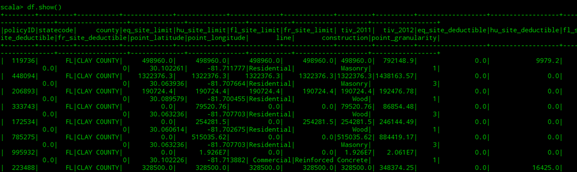 scala> df.show()
+--------+---------+-----------+-------------+-------------+-------------+-------------+----------+----------+------------------+------------------+
|policyID|statecode| county|eq_site_limit|hu_site_limit|fl_site_limit|fr_site_limit| tiv_2011| tiv_2012|eq_site_deductible|hu_site_deductible|fl_s
|fr_site_deductible|point_latitude|point_longitude| line| construction|point_granularity|
| 119736| FL|CLAY COUNTY| 498960.0| 498960.0| 498960.0| 498960.0| 498960.0| 792148.9| 0.0| 9979.2|
0.0| 0| 30.102261| -81.711777|Residential| Masonry| 1|
| 448094| FL|CLAY COUNTY| 1322376.3| 1322376.3| 1322376.3| 1322376.3|1322376.3|1438163.57| 0.0| 0.0|
0.0| 0| 30.063936| -81.707664|Residential| Masonry| 3|
| 206893| FL|CLAY COUNTY| 190724.4| 190724.4| 190724.4| 190724.4| 190724.4| 192476.78| 0.0| 0.0|
0.0| 0| 30.089579| -81.700455|Residential| Wood| 1|
| 333743| FL|CLAY COUNTY| 0.0| 79520.76| 0.0| 0.0| 79520.76| 86854.48| 0.0| 0.0|
0.0| 0| 30.063236| -81.707703|Residential| Wood| 3|
| 172534| FL|CLAY COUNTY| 0.0| 254281.5| 0.0| 254281.5| 254281.5| 246144.49| 0.0| 0.0|
0.0| 0| 30.060614| -81.702675|Residential| Wood| 1|
| 785275| FL|CLAY COUNTY| 0.0| 515035.62| 0.0| 0.0|515035.62| 884419.17| 0.0| 0.0|
0.0| 0| 30.063236| -81.707703|Residential| Masonry| 3|
| 995932| FL|CLAY COUNTY| 0.0| 1.926E7| 0.0| 0.0| 1.926E7| 2.061E7| 0.0| 0.0|
0.0| 0| 30.102226| -81.713882| Commercial|Reinforced Concrete| 1|
| 223488| FL|CLAY COUNTY| 328500.0| 328500.0| 328500.0| 328500.0| 328500.0| 348374.25| 0.0| 16425.0|